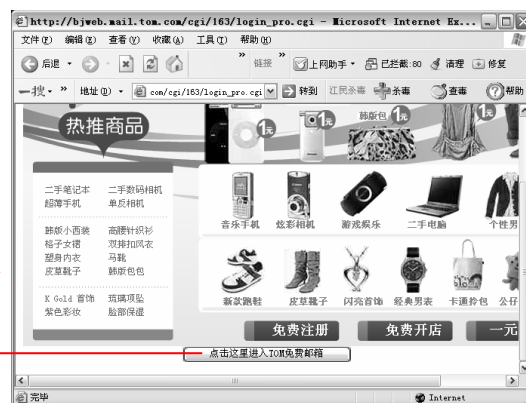 http://bjweb.mail.tom.com/cgi/163/login_pro.cgi - Microsoft Internet Ex...
文件(F) 编辑(E) 查看(V) 收藏(A) 工具(T) 帮助(H)
后退 链接 上网助手 已拦截:80 清理 修复
一搜 地址(D) com/cgi/163/login_pro.cgi 转到 江民杀毒 杀毒 查毒 帮助
热推商品
1元 1元 韩版包 1元
二手笔记本 二手数码相机
超薄手机 单反相机
韩版小西装 高腰针织衫
格子女裙 双排扣风衣
塑身内衣 马靴
皮草靴子 韩版包包
K Gold 首饰 琉璃项坠
紫色彩妆 脸部保湿
音乐手机 炫彩相机 游戏娱乐 二手电脑 个性男
新款跑鞋 皮草靴子 闪亮首饰 经典男表 卡通拎包 公仔
免费注册 免费开店 一元
点击这里进入TOM免费邮箱
完毕 Internet